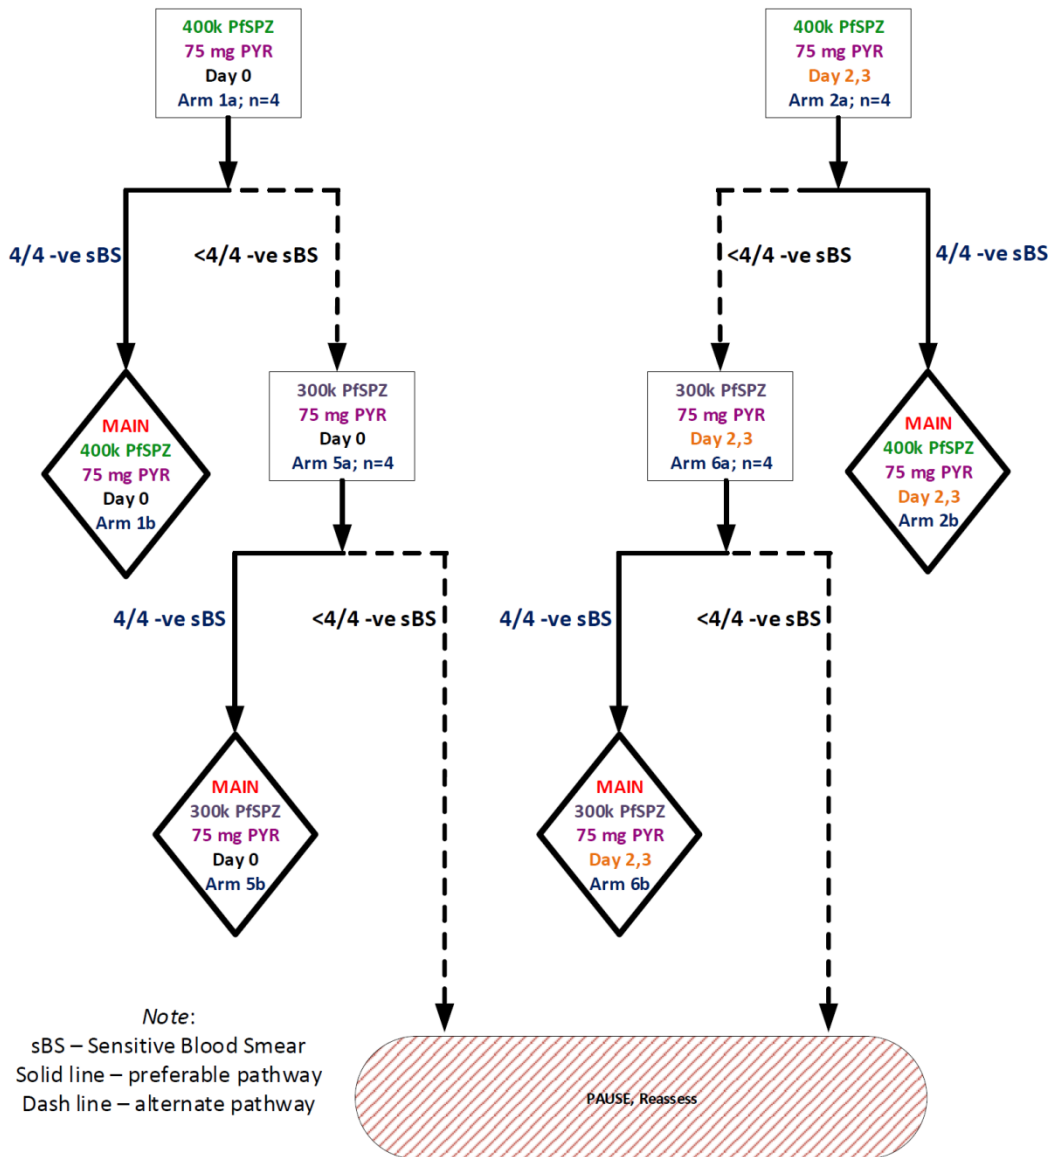 400k PfSPZ
75 mg PYR
Day 0
Arm 1a; n=4
400k PfSPZ
75 mg PYR
Day 2,3
Arm 2a; n=4
4/4 -ve sBS
<4/4 -ve sBS
<4/4 -ve sBS
4/4 -ve sBS
MAIN
400k PfSPZ
75 mg PYR
Day 0
Arm 1b
300k PfSPZ
75 mg PYR
Day 0
Arm 5a; n=4
300k PfSPZ
75 mg PYR
Day 2,3
Arm 6a; n=4
MAIN
400k PfSPZ
75 mg PYR
Day 2,3
Arm 2b
4/4 -ve sBS
<4/4 -ve sBS
4/4 -ve sBS
<4/4 -ve sBS
MAIN
300k PfSPZ
75 mg PYR
Day 0
Arm 5b
MAIN
300k PfSPZ
75 mg PYR
Day 2,3
Arm 6b
Note:
sBS – Sensitive Blood Smear
Solid line – preferable pathway
Dash line – alternate pathway
PAUSE, Reassess